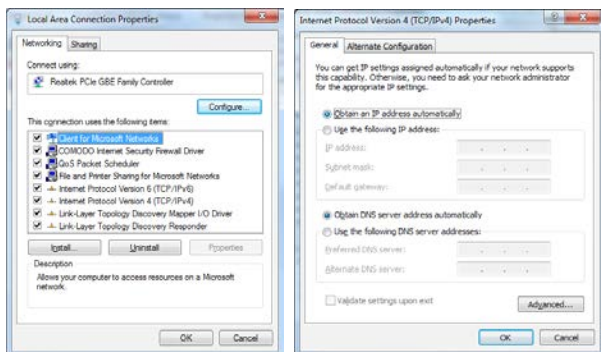 Local Area Connection Properties
Networking Sharing
Connect using:
Realtek PCIe GBE Family Controller
Configure...
This connection uses the following items:
Client for Microsoft Networks
COMODO Internet Security Firewall Driver
QoS Packet Scheduler
File and Printer Sharing for Microsoft Networks
Internet Protocol Version 6 (TCP/IPv6)
Internet Protocol Version 4 (TCP/IPv4)
Link-Layer Topology Discovery Mapper I/O Driver
Link-Layer Topology Discovery Responder
Install... Uninstall Properties
Description
Allows your computer to access resources on a Microsoft
network.
OK Cancel
Internet Protocol Version 4 (TCP/IPv4) Properties
General Alternate Configuration
You can get IP settings assigned automatically if your network supports
this capability. Otherwise, you need to ask your network administrator
for the appropriate IP settings.
Obtain an IP address automatically
Use the following IP address:
IP address:
Subnet mask:
Default gateway:
Obtain DNS server address automatically
Use the following DNS server addresses:
Preferred DNS server:
Alternate DNS server:
Validate settings upon exit
Advanced...
OK Cancel